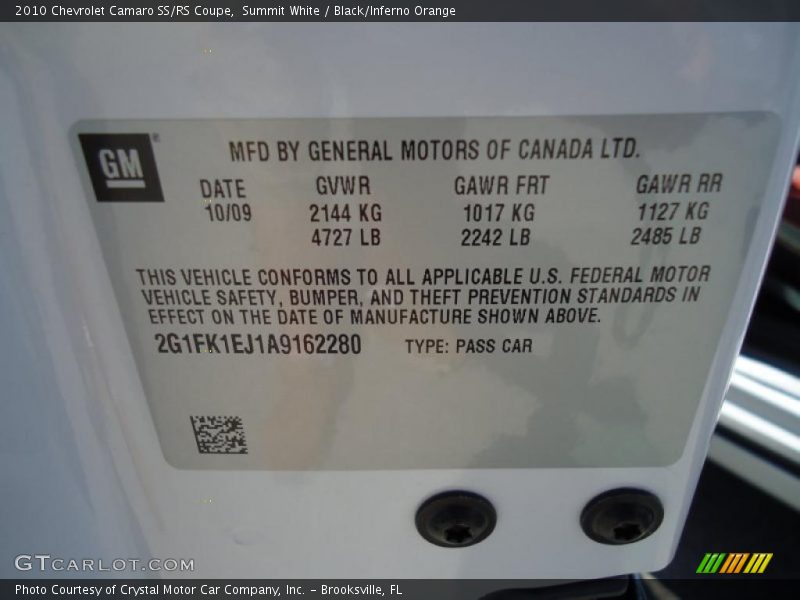 2010 Chevrolet Camaro SS/RS Coupe, Summit White / Black/Inferno Orange
GM®
MFD BY GENERAL MOTORS OF CANADA LTD.
DATE GVWR GAWR FRT GAWR RR
10/09 2144 KG 1017 KG 1127 KG
4727 LB 2242 LB 2485 LB
THIS VEHICLE CONFORMS TO ALL APPLICABLE U.S. FEDERAL MOTOR
VEHICLE SAFETY, BUMPER, AND THEFT PREVENTION STANDARDS IN
EFFECT ON THE DATE OF MANUFACTURE SHOWN ABOVE.
2G1FK1EJ1A9162280 TYPE: PASS CAR
GTCARLOT.COM
Photo Courtesy of Crystal Motor Car Company, Inc. – Brooksville, FL